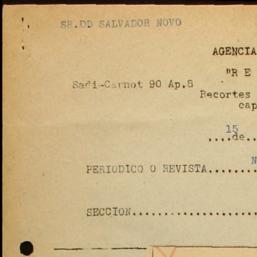 SR.DD SALVADOR NOVO
AGENCIA
"R E
Sadi-Carnot 90 Ap.8
Recortes
cap
15
....de...
PERIODICO O REVISTA........
N
SECCION....................